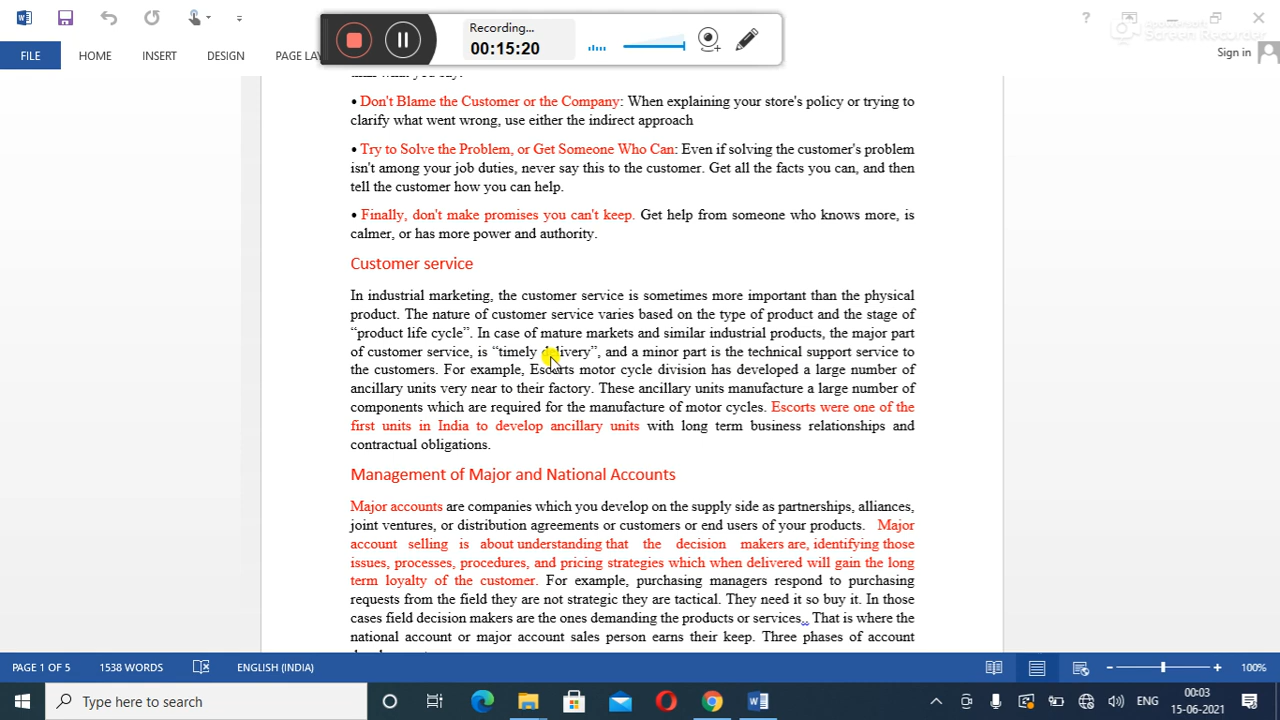 Recording...
00:15:20
?
Screen Recorder
Sign in
FILE HOME INSERT DESIGN PAGE LAY
• Don't Blame the Customer or the Company: When explaining your store's policy or trying to
clarify what went wrong, use either the indirect approach
• Try to Solve the Problem, or Get Someone Who Can: Even if solving the customer's problem
isn't among your job duties, never say this to the customer. Get all the facts you can, and then
tell the customer how you can help.
• Finally, don't make promises you can't keep. Get help from someone who knows more, is
calmer, or has more power and authority.
Customer service
In industrial marketing, the customer service is sometimes more important than the physical
product. The nature of customer service varies based on the type of product and the stage of
“product life cycle”. In case of mature markets and similar industrial products, the major part
of customer service, is “timely delivery”, and a minor part is the technical support service to
the customers. For example, Escorts motor cycle division has developed a large number of
ancillary units very near to their factory. These ancillary units manufacture a large number of
components which are required for the manufacture of motor cycles. Escorts were one of the
first units in India to develop ancillary units with long term business relationships and
contractual obligations.
Management of Major and National Accounts
Major accounts are companies which you develop on the supply side as partnerships, alliances,
joint ventures, or distribution agreements or customers or end users of your products. Major
account selling is about understanding that the decision makers are, identifying those
issues, processes, procedures, and pricing strategies which when delivered will gain the long
term loyalty of the customer. For example, purchasing managers respond to purchasing
requests from the field they are not strategic they are tactical. They need it so buy it. In those
cases field decision makers are the ones demanding the products or services.. That is where the
national account or major account sales person earns their keep. Three phases of account
PAGE 1 OF 5 1538 WORDS ENGLISH (INDIA) 100%
Type here to search
ENG
00:03
15-06-2021